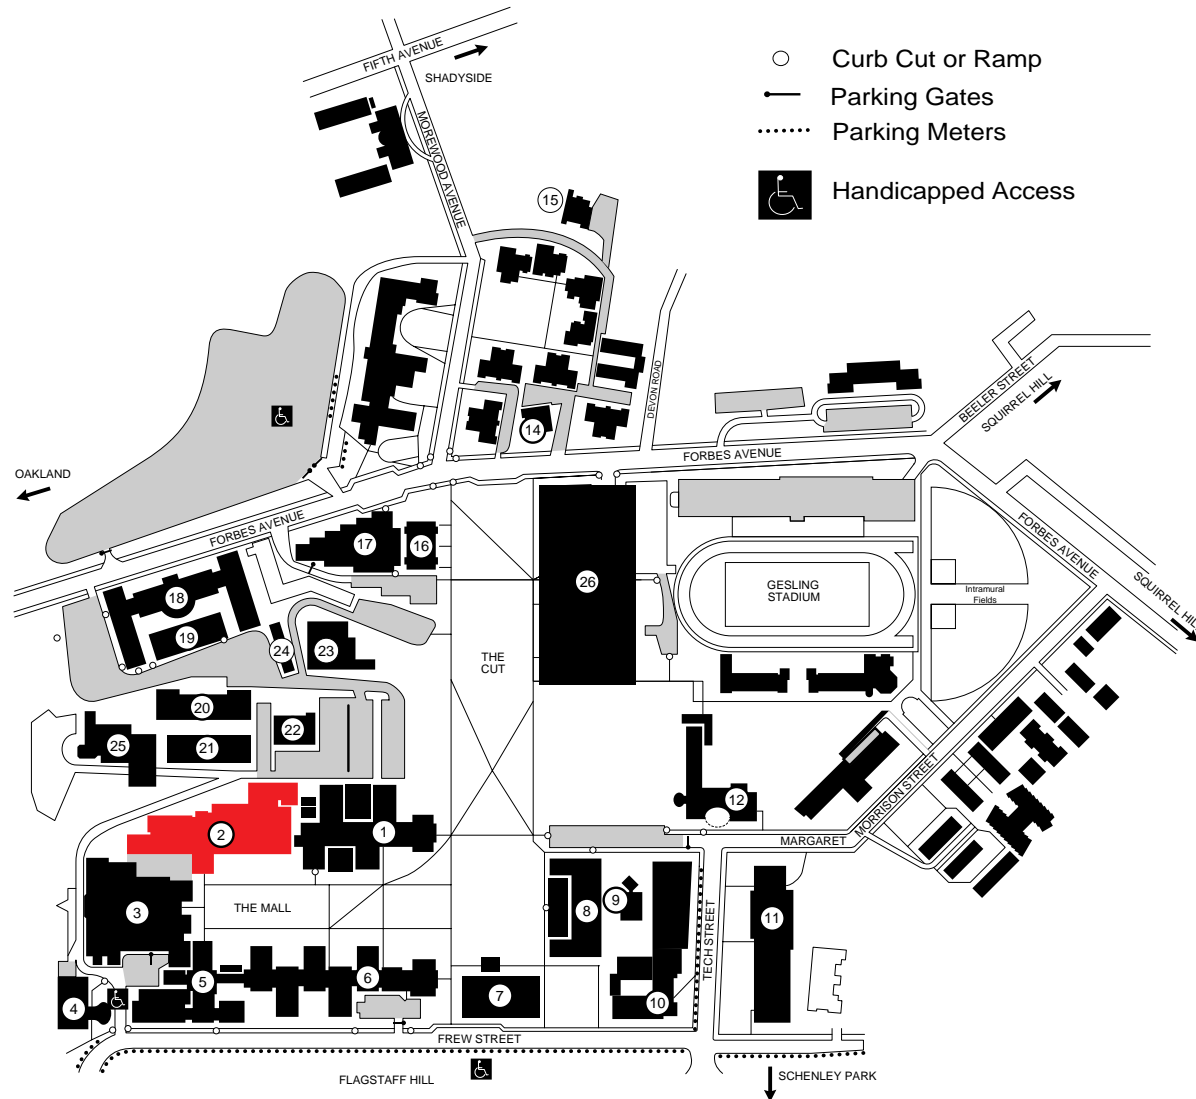 FIFTH AVENUE
SHADYSIDE
MOREWOOD AVENUE
Curb Cut or Ramp
Parking Gates
Parking Meters
Handicapped Access
15
14
DEVON ROAD
BEELER STREET
SQUIRREL HILL
FORBES AVENUE
OAKLAND
FORBES AVENUE
FORBES AVENUE
SQUIRREL HILL
17
16
26
GESLING
STADIUM
Intramural
Fields
18
19
24
23
THE
CUT
20
21
22
25
12
2
1
MORRISON STREET
MARGARET
3
THE MALL
8
9
11
TECH STREET
5
6
4
7
10
FREW STREET
FLAGSTAFF HILL
SCHENLEY PARK